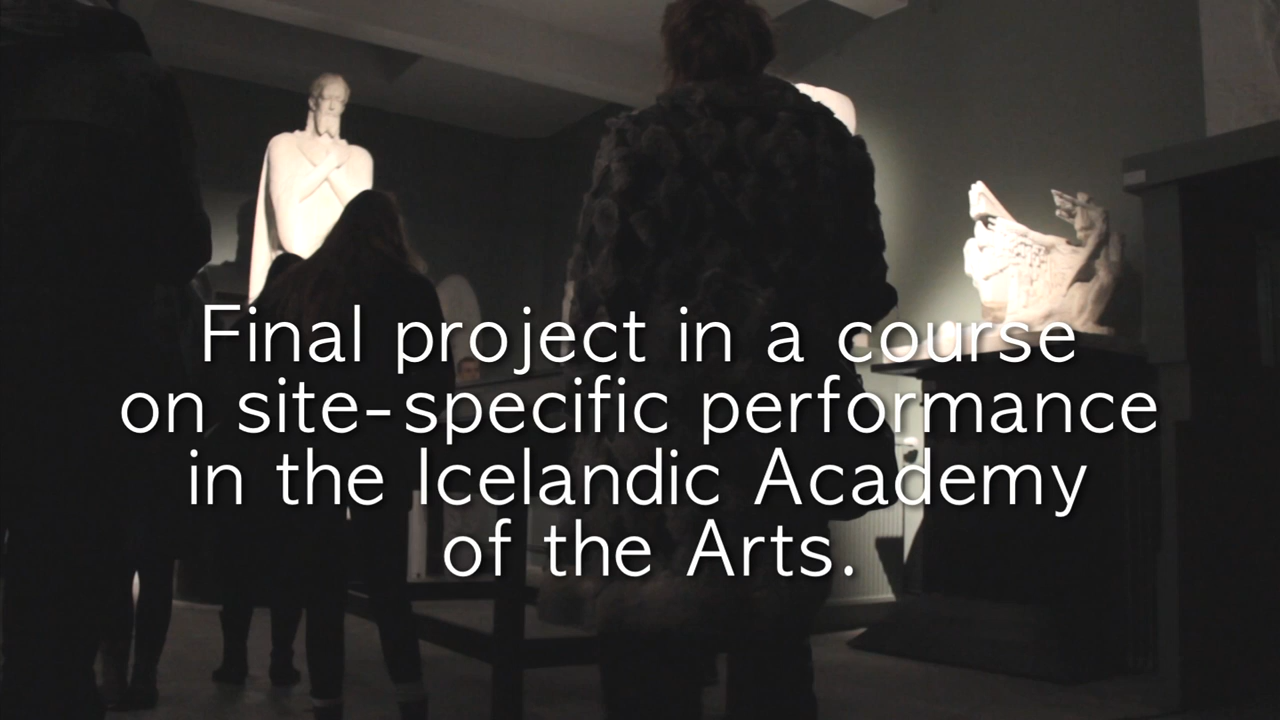 Final project in a course
on site-specific performance
in the Icelandic Academy
of the Arts.